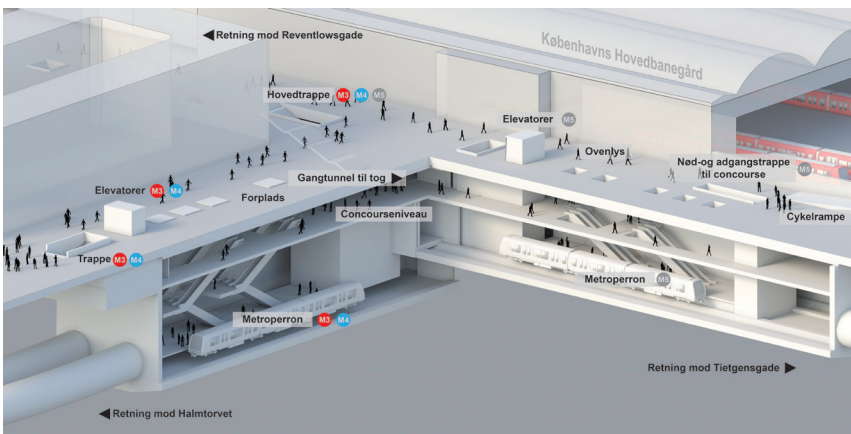 Retning mod Reventlowsgade
Københavns Hovedbanegård
Hovedtrappe M3 M4 M5
Elevatorer M5
Ovenlys
Nød-og adgangstrappe
til concourse M5
Gangtunnel til tog
Elevatorer M3 M4
Forplads
Concourseniveau
Cykelrampe
Trappe M3 M4
Metroperron M5
Metroperron M3 M4
Retning mod Tietgensgade
Retning mod Halmtorvet